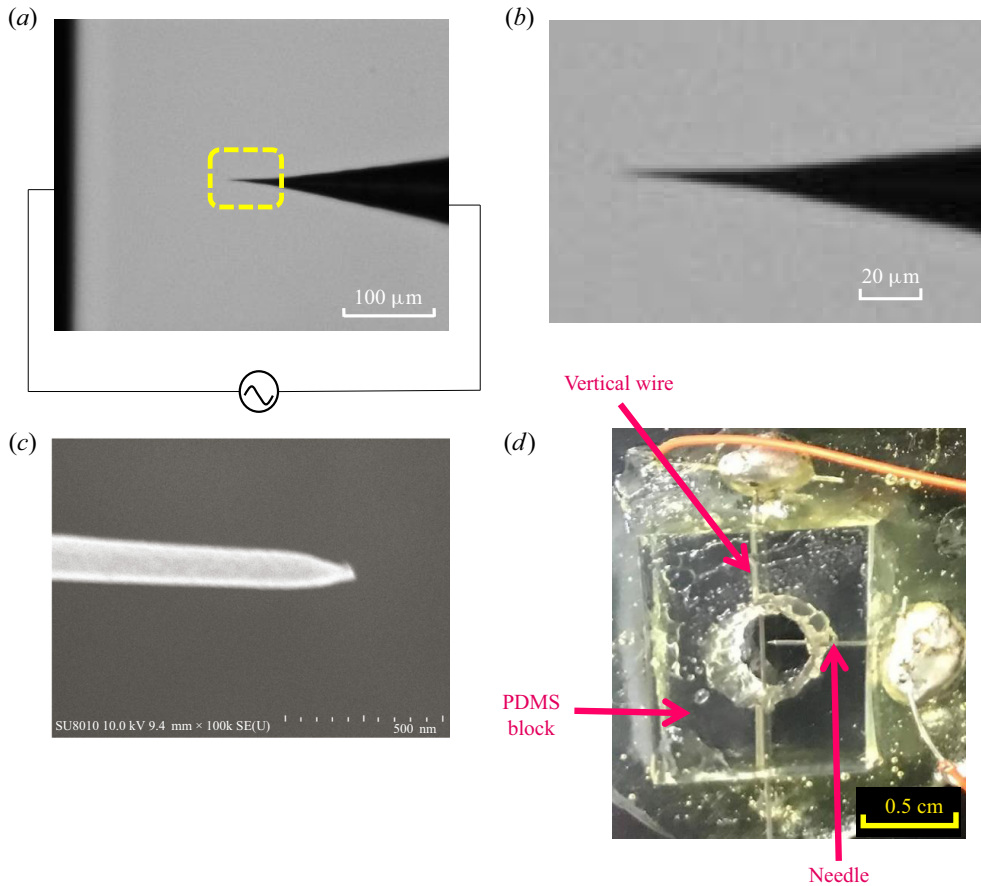 (a)
(b)
100 μm
20 μm
Vertical wire
(c)
(d)
SU8010 10.0 kV 9.4 mm × 100k SE(U)
500 nm
PDMS
block
0.5 cm
Needle